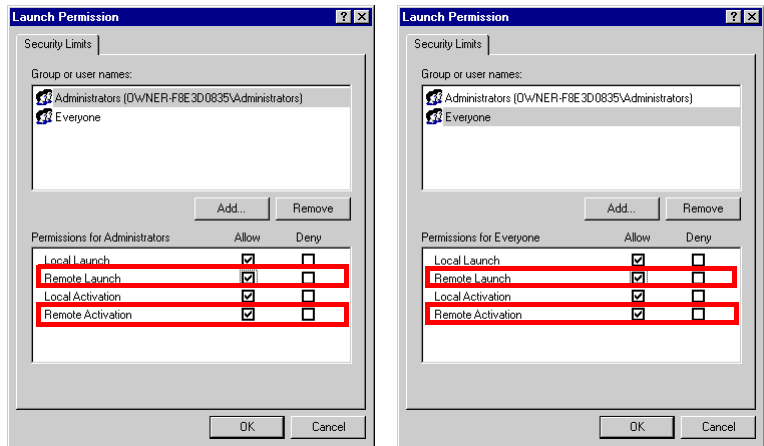 Launch Permission
Security Limits
Group or user names:
Administrators (OWNER-F8E3D0835\Administrators)
Everyone
Add... Remove
Permissions for Administrators Allow Deny
Local Launch
Remote Launch
Local Activation
Remote Activation
OK Cancel
Launch Permission
Security Limits
Group or user names:
Administrators (OWNER-F8E3D0835\Administrators)
Everyone
Add... Remove
Permissions for Everyone Allow Deny
Local Launch
Remote Launch
Local Activation
Remote Activation
OK Cancel